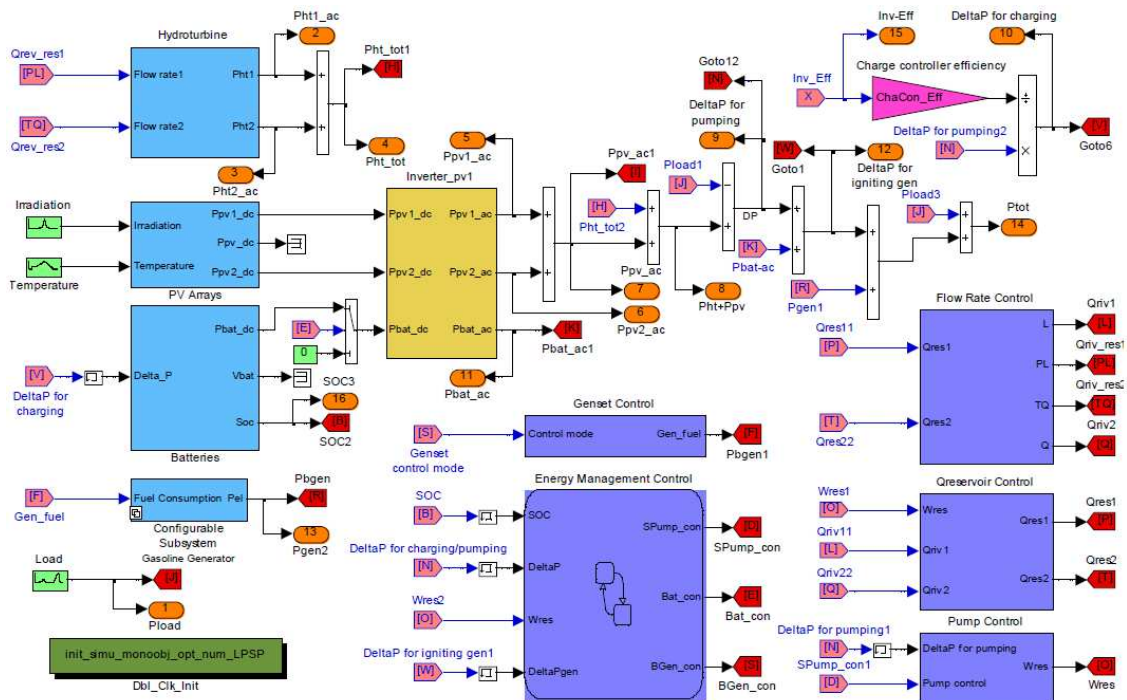 Pht1_ac
2
Hydroturbine
Qrev_res1
[PL]
Flow rate1
Pht1
+
Pht_tot1
[H]
[TQ]
Flow rate2
Pht2
+
Qrev_res2
4
Pht_tot
3
Pht2_ac
Inv-Eff
15
DeltaP for charging
10
Goto12
[N]
Charge controller efficiency
Inv_Eff
X
ChaCon_Eff
÷
DeltaP for pumping
9
DeltaP for pumping2
[N]
×
[V]
Goto6
5
Ppv1_ac
Ppv_ac1
[I]
Pload1
[J]
[W]
Goto1
12
DeltaP for igniting gen
Inverter_pv1
Irradiation
Irradiation
Ppv1_dc
Ppv_dc
Temperature
Temperature
Ppv2_dc
PV Arrays
Ppv1_dc
Ppv1_ac
Ppv2_dc
Ppv2_ac
Pbat_dc
Pbat_ac
+
+
[H]
Pht_tot2
+
+
Ppv_ac
7
6
Ppv2_ac
8
Pht+Ppv
−
+
DP
[K]
Pbat-ac
+
+
[R]
Pgen1
+
+
Pload3
[J]
+
+
Ptot
14
[K]
Pbat_ac1
11
Pbat_ac
Pbat_dc
[E]
0
[V]
DeltaP for charging
Delta_P
Vbat
Soc
SOC3
16
[B]
SOC2
Batteries
Flow Rate Control
Qres11
[P]
Qres1
[T]
Qres22
Qres2
L
PL
TQ
Q
Qriv1
[L]
Qriv_res1
[PL]
Qriv_res2
[TQ]
Qriv2
[Q]
Genset Control
[S]
Genset control mode
Control mode
Gen_fuel
[F]
Pbgen1
[F]
Gen_fuel
Fuel Consumption
Pel
Pbgen
[R]
13
Pgen2
Configurable Subsystem
Load
Gasoline Generator
[J]
1
Pload
init_simu_monoobj_opt_num_LPSP
Dbl_Clk_Init
Energy Management Control
SOC
[B]
SOC
DeltaP for charging/pumping
[N]
DeltaP
Wres2
[O]
Wres
DeltaP for igniting gen1
[W]
DeltaPgen
SPump_con
[D]
SPump_con
Bat_con
[E]
Bat_con
BGen_con
[S]
BGen_con
Qreservoir Control
Wres1
[O]
Wres
Qriv11
[L]
Qriv 1
Qriv22
[Q]
Qriv 2
Qres1
Qres1
[P]
Qres2
Qres2
[T]
Pump Control
DeltaP for pumping1
[N]
DeltaP for pumping
SPump_con1
[D]
Pump control
Wres
[O]
Wres